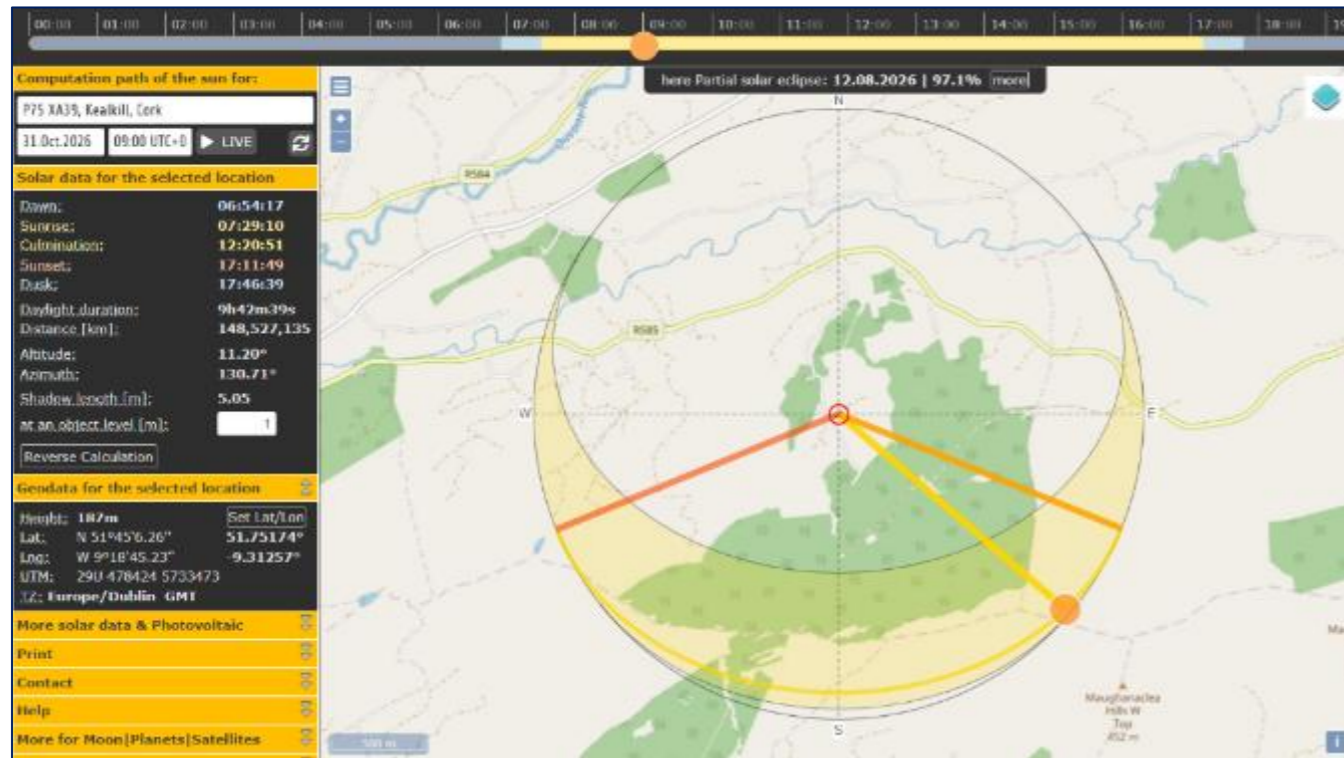 00:00 01:00 02:00 03:00 04:00 05:00 06:00 07:00 08:00 09:00 10:00 11:00 12:00 13:00 14:00 15:00 16:00 17:00 18:00
Computation path of the sun for:
P75 XA39, Kealkill, Cork
31.Oct.2026 09:00 UTC+0 LIVE
Solar data for the selected location
Dawn: 06:54:17
Sunrise: 07:29:10
Culmination: 12:20:51
Sunset: 17:11:49
Dusk: 17:46:39
Daylight duration: 9h42m39s
Distance [km]: 148,527,135
Altitude: 11.20°
Azimuth: 130.71°
Shadow length [m]: 5.05
at an object level [m]: 1
Reverse Calculation
Geodata for the selected location
Height: 187m Set Lat/Lon
Lat: N 51°45'6.26" 51.75174°
Lng: W 9°18'45.23" -9.31257°
UTM: 29U 478424 5733473
TZ: Europe/Dublin GMT
More solar data & Photovoltaic
Print
Contact
Help
More for Moon|Planets|Satellites
here Partial solar eclipse: 12.08.2026 | 97.1% more
N
R584
R585
W
E
S
Maughanaclea
Hills W
Top
452 m
500 m
i